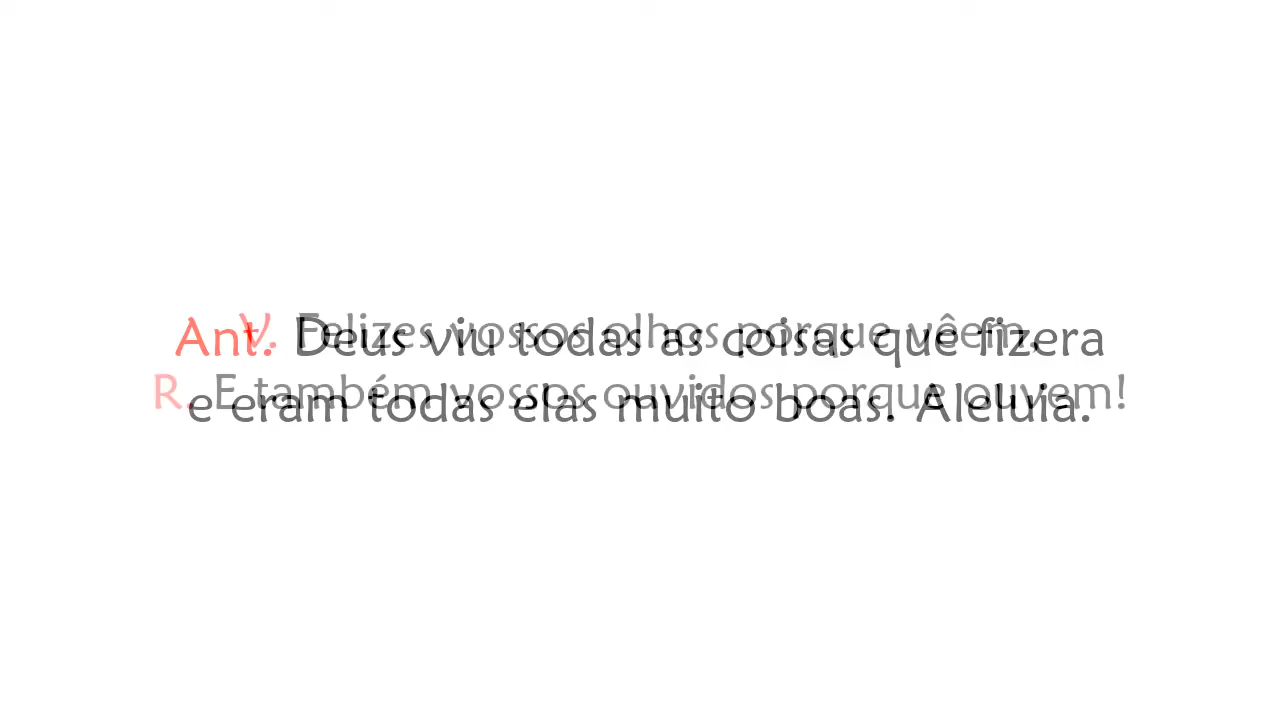 Ant. Deus viu todas as coisas que fizera
e eram todas elas muito boas. Aleluia.
V. Felizes vossos olhos porque vêem,
R. E também vossos ouvidos porque ouvem!